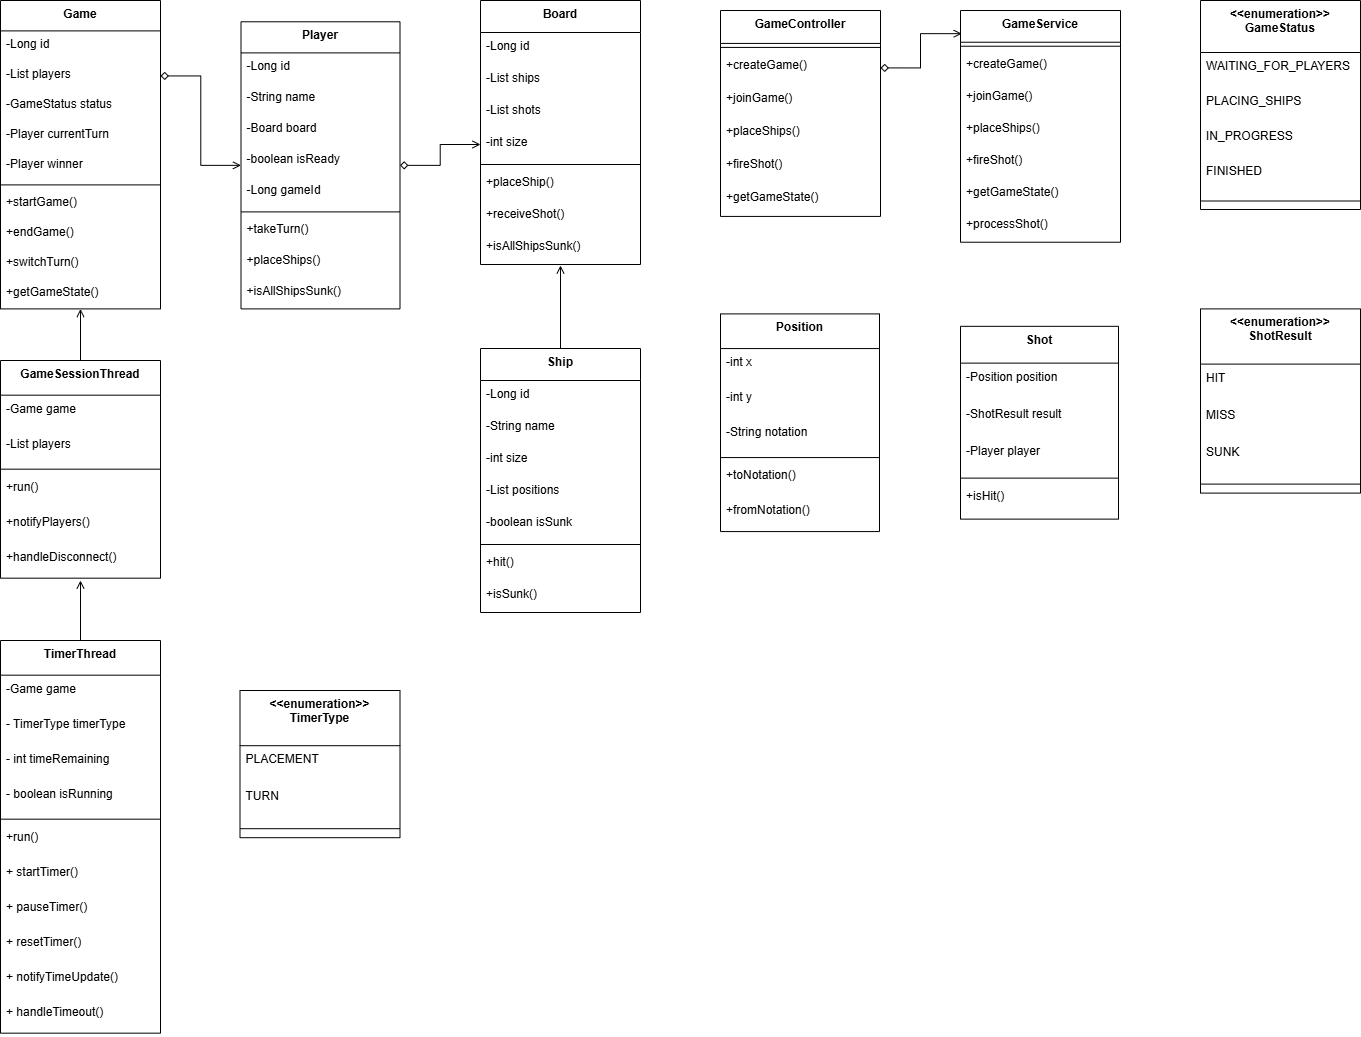 Game
-Long id
-List players
-GameStatus status
-Player currentTurn
-Player winner
+startGame()
+endGame()
+switchTurn()
+getGameState()
Player
-Long id
-String name
-Board board
-boolean isReady
-Long gameId
+takeTurn()
+placeShips()
+isAllShipsSunk()
Board
-Long id
-List ships
-List shots
-int size
+placeShip()
+receiveShot()
+isAllShipsSunk()
GameController
+createGame()
+joinGame()
+placeShips()
+fireShot()
+getGameState()
GameService
+createGame()
+joinGame()
+placeShips()
+fireShot()
+getGameState()
+processShot()
<<enumeration>>
GameStatus
WAITING_FOR_PLAYERS
PLACING_SHIPS
IN_PROGRESS
FINISHED
GameSessionThread
-Game game
-List players
+run()
+notifyPlayers()
+handleDisconnect()
Ship
-Long id
-String name
-int size
-List positions
-boolean isSunk
+hit()
+isSunk()
Position
-int x
-int y
-String notation
+toNotation()
+fromNotation()
Shot
-Position position
-ShotResult result
-Player player
+isHit()
<<enumeration>>
ShotResult
HIT
MISS
SUNK
TimerThread
-Game game
- TimerType timerType
- int timeRemaining
- boolean isRunning
+run()
+ startTimer()
+ pauseTimer()
+ resetTimer()
+ notifyTimeUpdate()
+ handleTimeout()
<<enumeration>>
TimerType
PLACEMENT
TURN